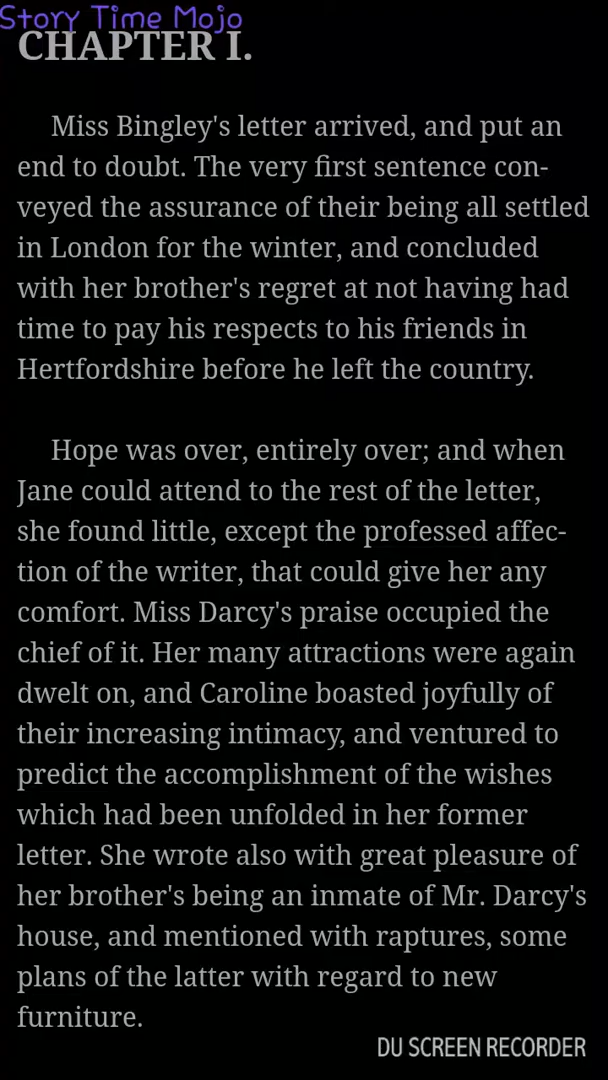 Story Time Mojo
CHAPTER I.
Miss Bingley's letter arrived, and put an
end to doubt. The very first sentence con-
veyed the assurance of their being all settled
in London for the winter, and concluded
with her brother's regret at not having had
time to pay his respects to his friends in
Hertfordshire before he left the country.
Hope was over, entirely over; and when
Jane could attend to the rest of the letter,
she found little, except the professed affec-
tion of the writer, that could give her any
comfort. Miss Darcy's praise occupied the
chief of it. Her many attractions were again
dwelt on, and Caroline boasted joyfully of
their increasing intimacy, and ventured to
predict the accomplishment of the wishes
which had been unfolded in her former
letter. She wrote also with great pleasure of
her brother's being an inmate of Mr. Darcy's
house, and mentioned with raptures, some
plans of the latter with regard to new
furniture.
DU SCREEN RECORDER